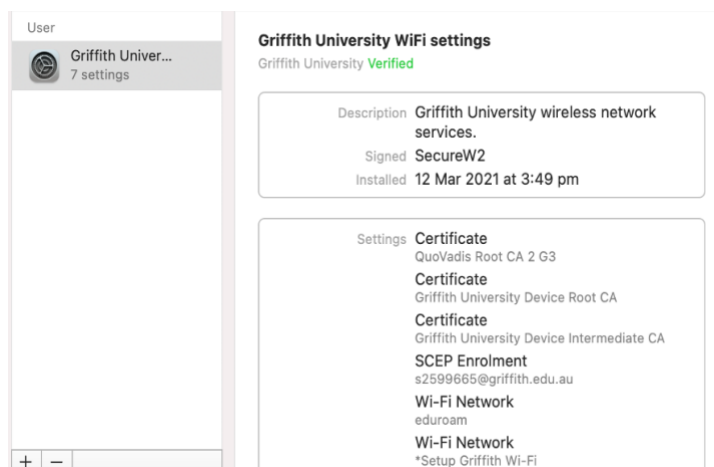 User
Griffith Univer...
7 settings
Griffith University WiFi settings
Griffith University Verified
Description Griffith University wireless network
services.
Signed SecureW2
Installed 12 Mar 2021 at 3:49 pm
Settings Certificate
QuoVadis Root CA 2 G3
Certificate
Griffith University Device Root CA
Certificate
Griffith University Device Intermediate CA
SCEP Enrolment
s2599665@griffith.edu.au
Wi-Fi Network
eduroam
Wi-Fi Network
*Setup Griffith Wi-Fi
+ −